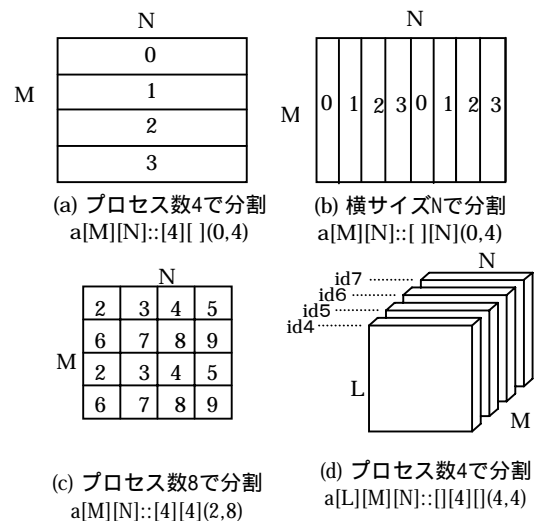 N
0
M
1
2
3
(a) プロセス数4で分割
a[M][N]::[4][ ](0,4)
N
M
0 1 2 3 0 1 2 3
(b) 横サイズNで分割
a[M][N]::[ ][N](0,4)
N
2 3 4 5
6 7 8 9
M
2 3 4 5
6 7 8 9
(c) プロセス数8で分割
a[M][N]::[4][4](2,8)
N
id7
id6
id5
id4
L
M
(d) プロセス数4で分割
a[L][M][N]::[][4][](4,4)